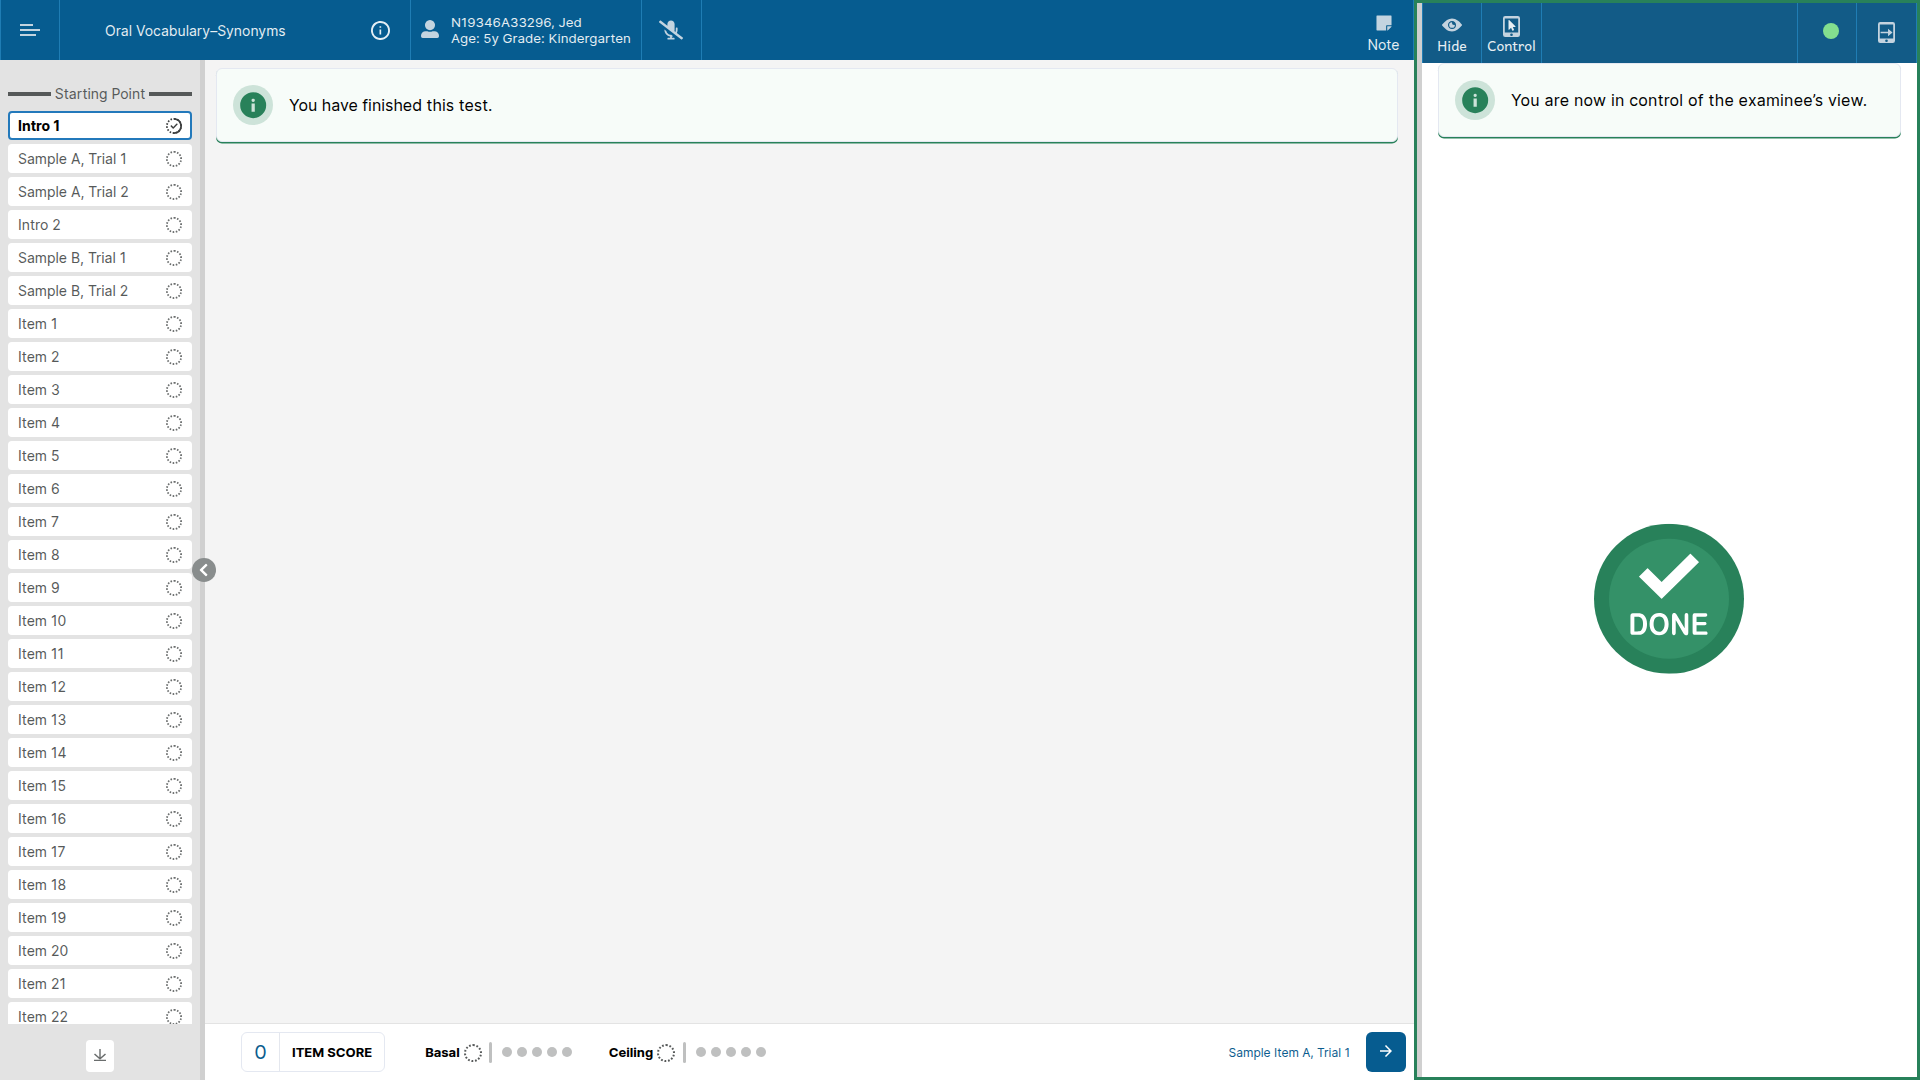 Oral Vocabulary–Synonyms
N19346A33296, Jed
Age: 5y Grade: Kindergarten
Note
Hide
Control
Starting Point
Intro 1
Sample A, Trial 1
Sample A, Trial 2
Intro 2
Sample B, Trial 1
Sample B, Trial 2
Item 1
Item 2
Item 3
Item 4
Item 5
Item 6
Item 7
Item 8
Item 9
Item 10
Item 11
Item 12
Item 13
Item 14
Item 15
Item 16
Item 17
Item 18
Item 19
Item 20
Item 21
Item 22
You have finished this test.
0 ITEM SCORE
Basal
Ceiling
Sample Item A, Trial 1
You are now in control of the examinee’s view.
DONE